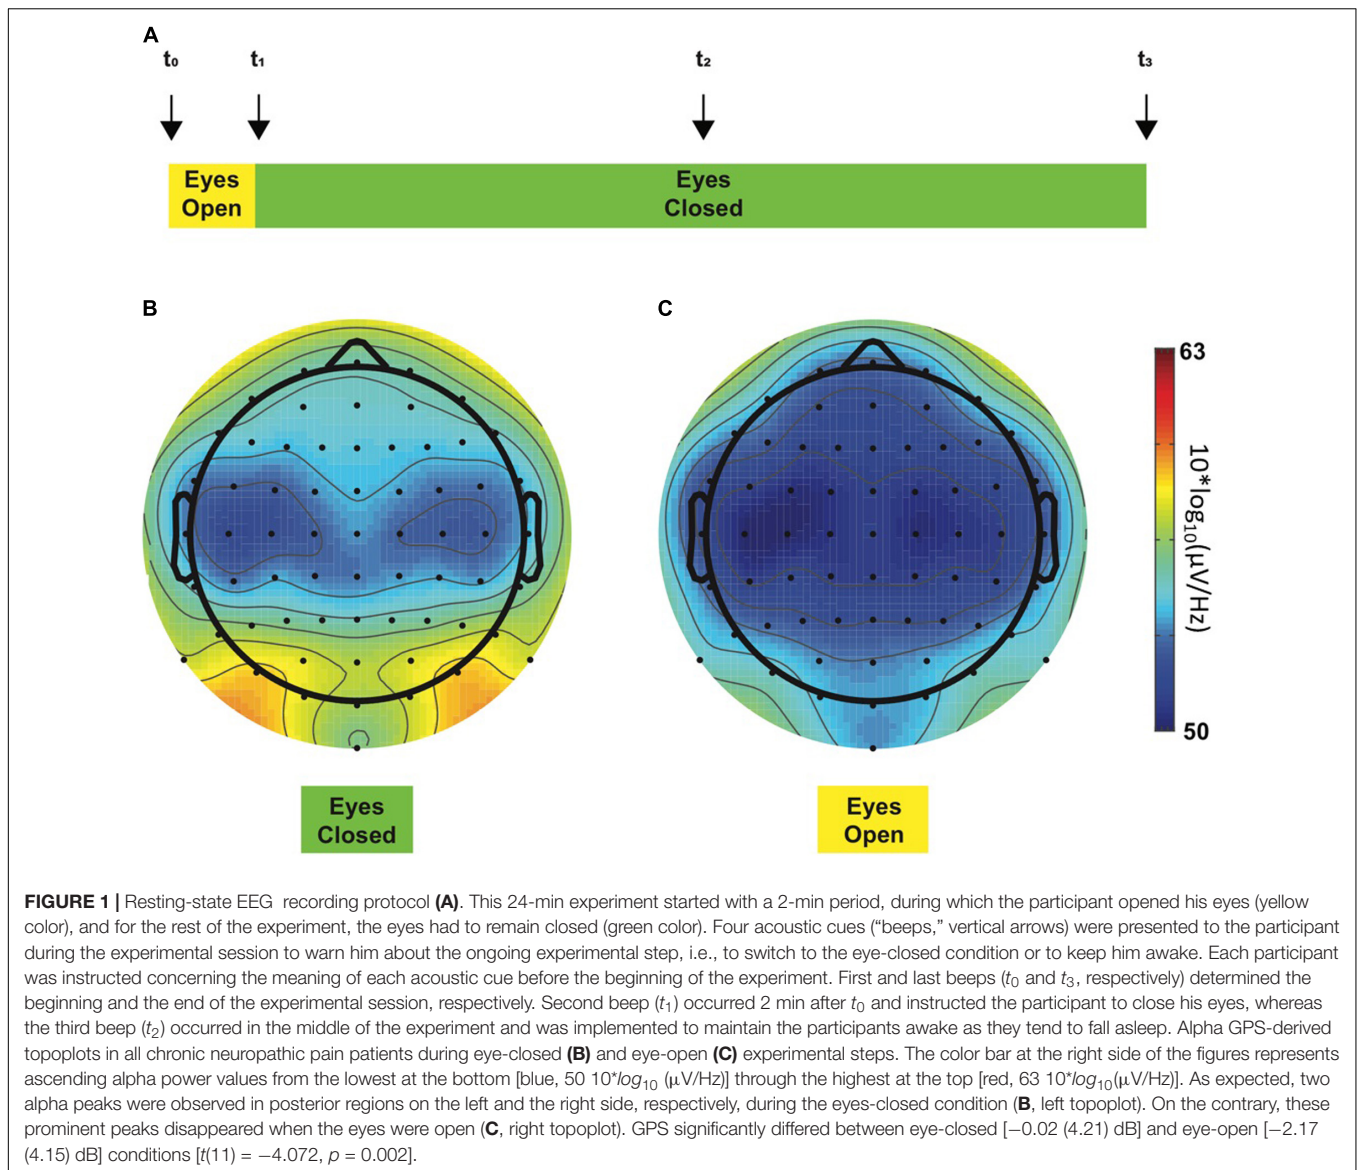 A
t₀ t₁ t₂ t₃
Eyes
Open
Eyes
Closed
B
C
63
10*log₁₀(μV/Hz)
50
Eyes
Closed
Eyes
Open
FIGURE 1 | Resting-state EEG recording protocol (A). This 24-min experiment started with a 2-min period, during which the participant opened his eyes (yellow
color), and for the rest of the experiment, the eyes had to remain closed (green color). Four acoustic cues (“beeps,” vertical arrows) were presented to the participant
during the experimental session to warn him about the ongoing experimental step, i.e., to switch to the eye-closed condition or to keep him awake. Each participant
was instructed concerning the meaning of each acoustic cue before the beginning of the experiment. First and last beeps (t₀ and t₃, respectively) determined the
beginning and the end of the experimental session, respectively. Second beep (t₁) occurred 2 min after t₀ and instructed the participant to close his eyes, whereas
the third beep (t₂) occurred in the middle of the experiment and was implemented to maintain the participants awake as they tend to fall asleep. Alpha GPS-derived
topoplots in all chronic neuropathic pain patients during eye-closed (B) and eye-open (C) experimental steps. The color bar at the right side of the figures represents
ascending alpha power values from the lowest at the bottom [blue, 50 10*log₁₀ (μV/Hz)] through the highest at the top [red, 63 10*log₁₀(μV/Hz)]. As expected, two
alpha peaks were observed in posterior regions on the left and the right side, respectively, during the eyes-closed condition (B, left topoplot). On the contrary, these
prominent peaks disappeared when the eyes were open (C, right topoplot). GPS significantly differed between eye-closed [−0.02 (4.21) dB] and eye-open [−2.17
(4.15) dB] conditions [t(11) = −4.072, p = 0.002].